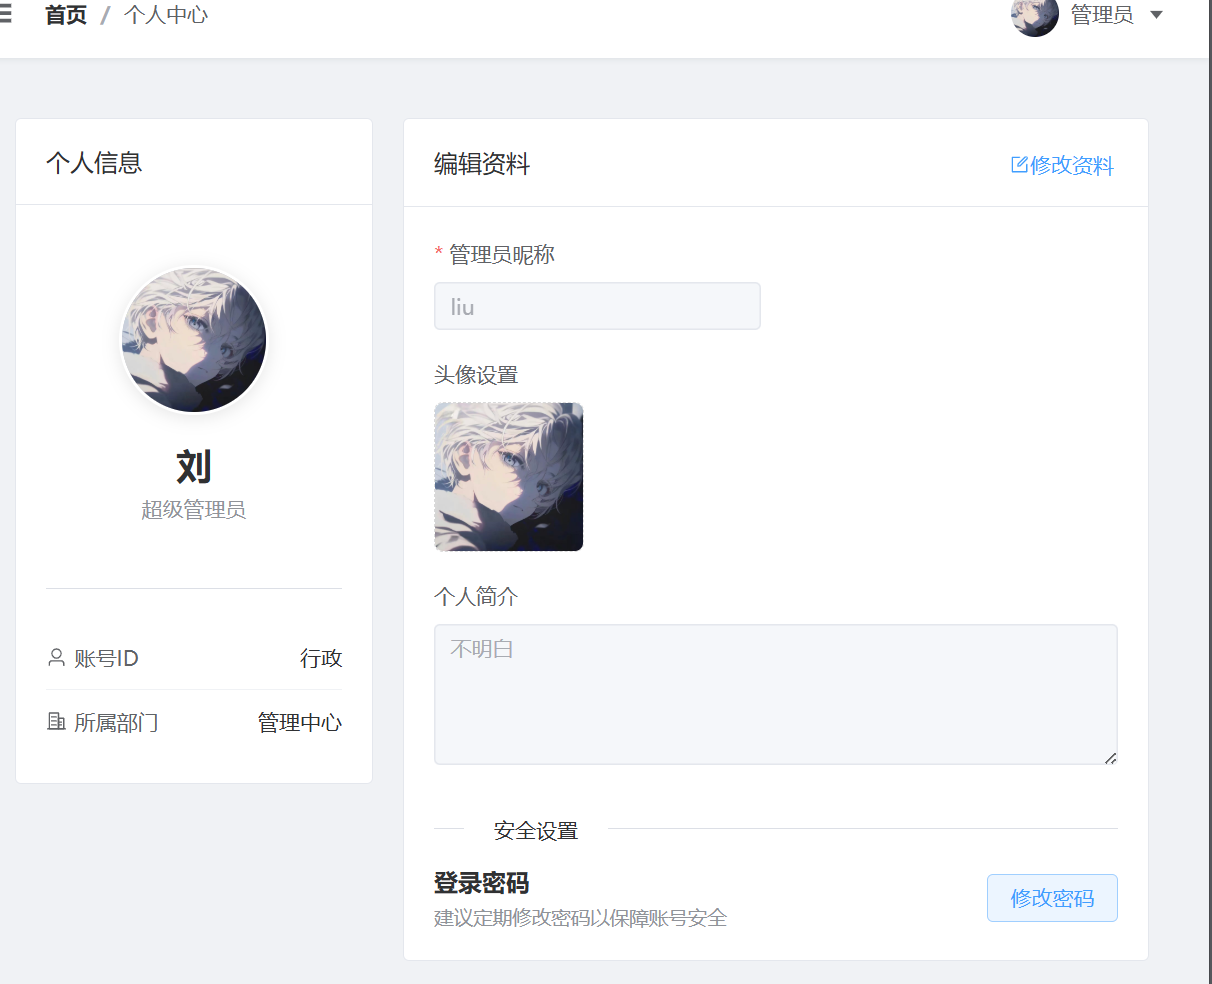 首页 / 个人中心
管理员
个人信息
刘
超级管理员
账号ID 行政
所属部门 管理中心
编辑资料
修改资料
* 管理员昵称
liu
头像设置
个人简介
不明白
安全设置
登录密码
建议定期修改密码以保障账号安全
修改密码